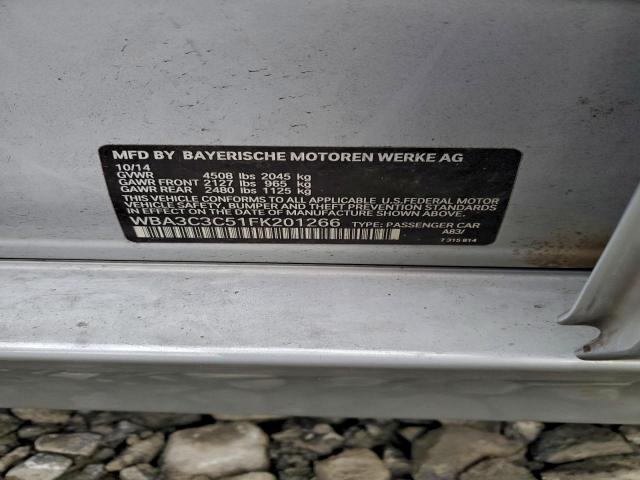 MFD BY BAYERISCHE MOTOREN WERKE AG
10/14
GVWR 4508 lbs 2045 kg
GAWR FRONT 2127 lbs 965 kg
GAWR REAR 2480 lbs 1125 kg
THIS VEHICLE CONFORMS TO ALL APPLICABLE U.S.FEDERAL MOTOR
VEHICLE SAFETY, BUMPER AND THEFT PREVENTION STANDARDS IN
EFFECT ON THE DATE OF MANUFACTURE SHOWN ABOVE.
WBA3C3C51FK201266 TYPE: PASSENGER CAR
A83/
7 315 814